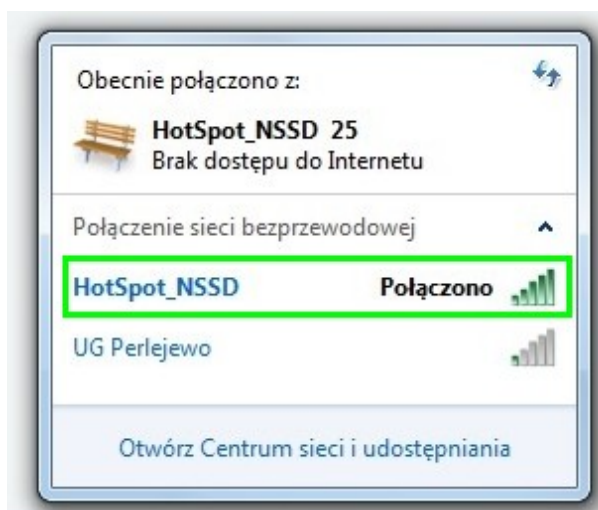 Obecnie połączono z:
HotSpot_NSSD 25
Brak dostępu do Internetu
Połączenie sieci bezprzewodowej
HotSpot_NSSD Połączono
UG Perlejewo
Otwórz Centrum sieci i udostępniania